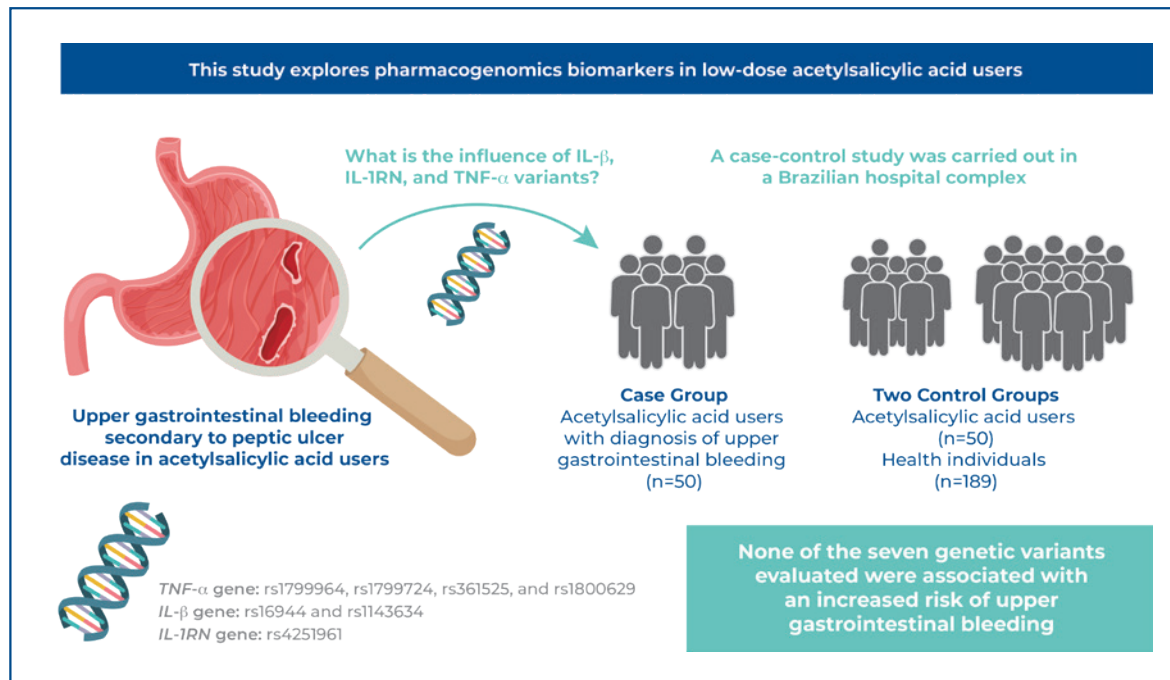 This study explores pharmacogenomics biomarkers in low-dose acetylsalicylic acid users
What is the influence of IL-β,
IL-1RN, and TNF-α variants?
A case-control study was carried out in
a Brazilian hospital complex
Upper gastrointestinal bleeding
secondary to peptic ulcer
disease in acetylsalicylic acid users
Case Group
Acetylsalicylic acid users
with diagnosis of upper
gastrointestinal bleeding
(n=50)
Two Control Groups
Acetylsalicylic acid users
(n=50)
Health individuals
(n=189)
TNF-α gene: rs1799964, rs1799724, rs361525, and rs1800629
IL-β gene: rs16944 and rs1143634
IL-1RN gene: rs4251961
None of the seven genetic variants
evaluated were associated with
an increased risk of upper
gastrointestinal bleeding